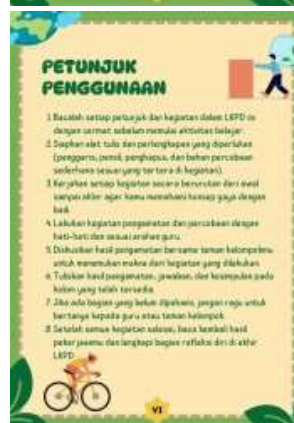 PETUNJUK
PENGGUNAAN
1. Bacalah setiap petunjuk dan kegiatan dalam LKPD ini
dengan cermat sebelum memulai aktivitas belajar.
2. Siapkan alat tulis dan perlengkapan yang diperlukan
(penggaris, pensil, penghapus, dan bahan percobaan
sederhana sesuai yang tertera di kegiatan).
3. Kerjakan setiap kegiatan secara berurutan dari awal
sampai akhir agar kamu memahami konsep gaya dengan
baik.
4. Lakukan kegiatan pengamatan dan percobaan dengan
hati-hati dan sesuai arahan guru.
5. Diskusikan hasil pengamatan bersama teman kelompokmu
untuk menemukan makna dari kegiatan yang dilakukan.
6. Tuliskan hasil pengamatan, jawaban, dan kesimpulan pada
kolom yang telah tersedia.
7. Jika ada bagian yang belum dipahami, jangan ragu untuk
bertanya kepada guru atau teman kelompok.
8. Setelah semua kegiatan selesai, baca kembali hasil
pekerjaanmu dan lengkapi bagian refleksi diri di akhir
LKPD.
VI